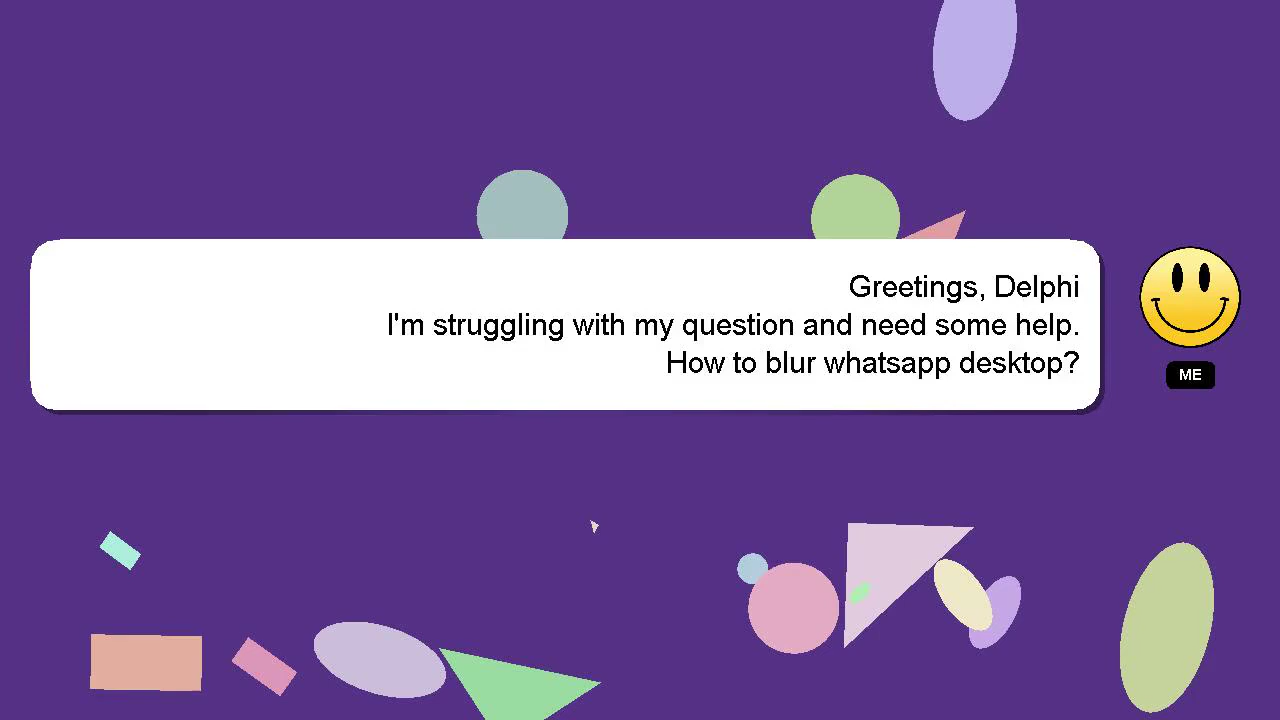 Greetings, Delphi
I'm struggling with my question and need some help.
How to blur whatsapp desktop?
ME